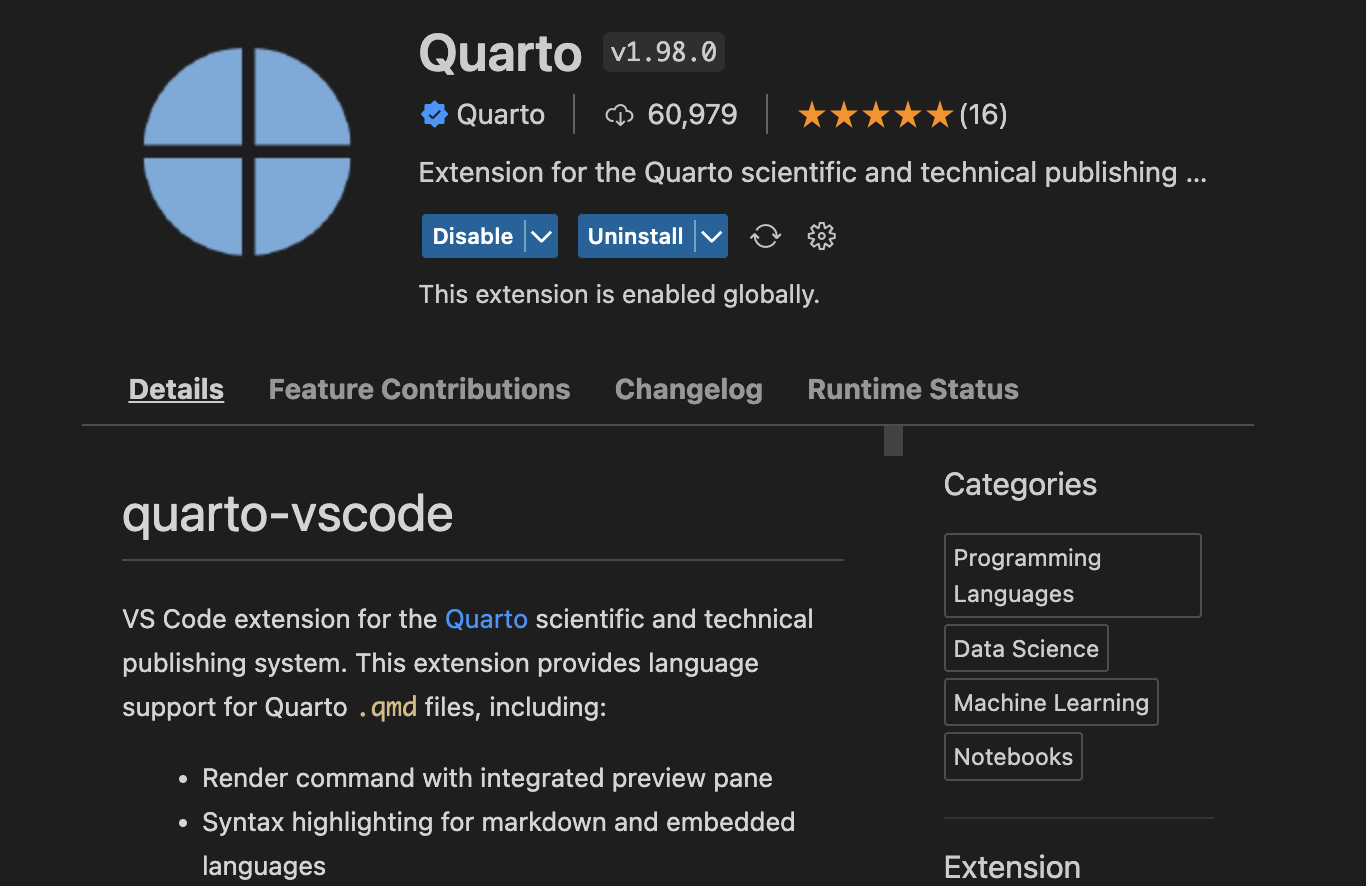 Quarto v1.98.0
Quarto 60,979 (16)
Extension for the Quarto scientific and technical publishing ...
Disable Uninstall
This extension is enabled globally.
Details Feature Contributions Changelog Runtime Status
quarto-vscode
VS Code extension for the Quarto scientific and technical
publishing system. This extension provides language
support for Quarto .qmd files, including:
• Render command with integrated preview pane
• Syntax highlighting for markdown and embedded
languages
Categories
Programming
Languages
Data Science
Machine Learning
Notebooks
Extension